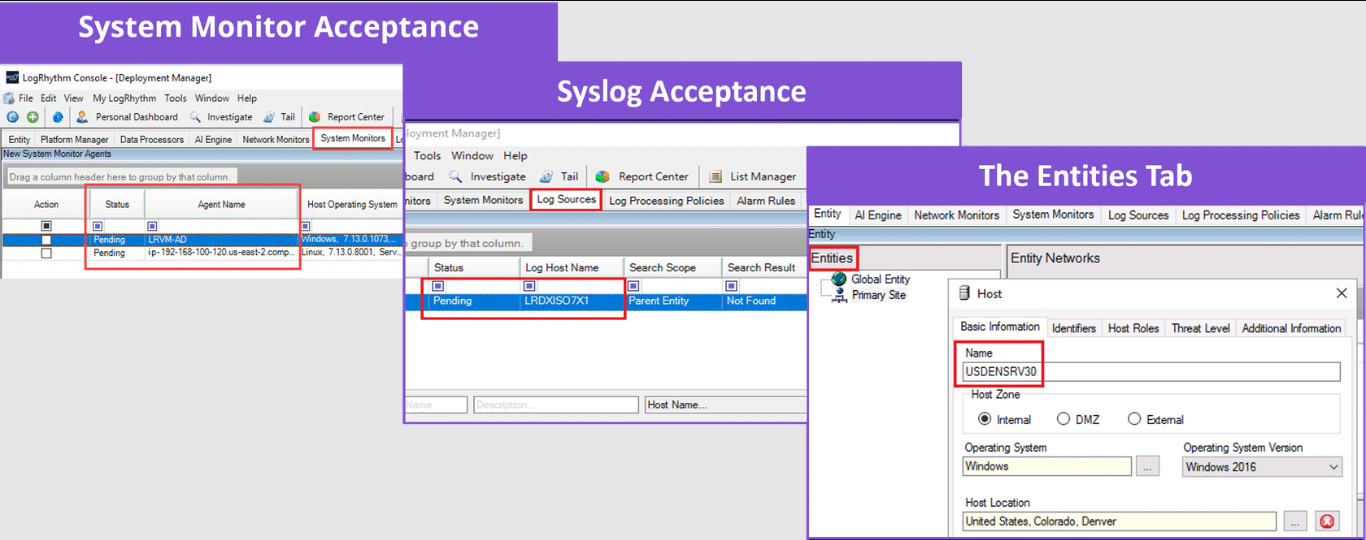 System Monitor Acceptance
LogRhythm Console - [Deployment Manager]
File Edit View My LogRhythm Tools Window Help
Personal Dashboard Investigate Tail Report Center
Entity Platform Manager Data Processors AI Engine Network Monitors System Monitors Lo
New System Monitor Agents
Drag a column header here to group by that column.
Action Status Agent Name Host Operating System
Pending LRVM-AD Windows, 7.13.0.1073,...
Pending ip-192-168-100-120.us-east-2.comp... Linux, 7.13.0.8001, Serv...
Syslog Acceptance
loyment Manager]
Tools Window Help
board Investigate Tail Report Center List Manager
nitors System Monitors Log Sources Log Processing Policies Alarm Rules
group by that column.
Status Log Host Name Search Scope Search Result
Pending LRDXISO7X1 Parent Entity Not Found
Name Description... Host Name...
The Entities Tab
Entity AI Engine Network Monitors System Monitors Log Sources Log Processing Policies Alarm Rul
Entity
Entities Entity Networks
Global Entity
Primary Site
Host
Basic Information Identifiers Host Roles Threat Level Additional Information
Name
USDENSRV30
Host Zone
Internal DMZ External
Operating System Operating System Version
Windows ... Windows 2016
Host Location
United States, Colorado, Denver ...